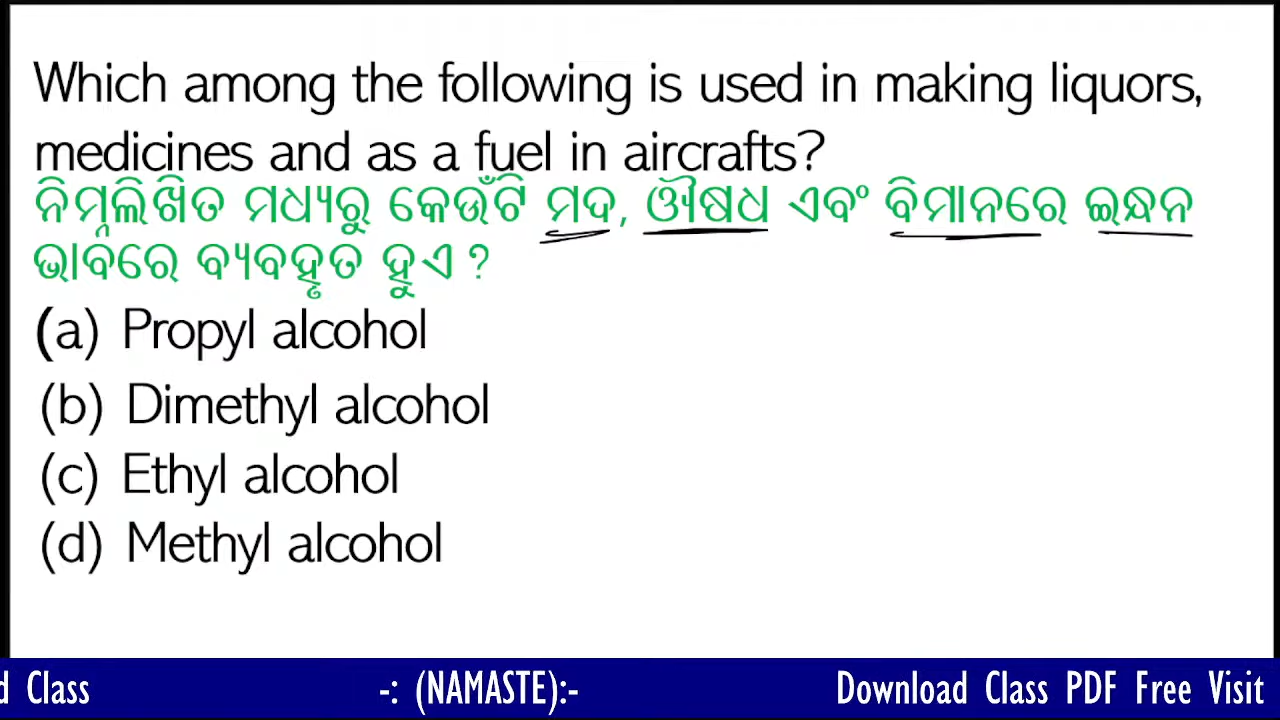 Which among the following is used in making liquors,
medicines and as a fuel in aircrafts?
ନିମ୍ନଲିଖିତ ମଧ୍ୟରୁ କେଉଁଟି ମଦ, ଔଷଧ ଏବଂ ବିମାନରେ ଇନ୍ଧନ
ଭାବରେ ବ୍ୟବହୃତ ହୁଏ ?
(a) Propyl alcohol
(b) Dimethyl alcohol
(c) Ethyl alcohol
(d) Methyl alcohol
d Class -: (NAMASTE):- Download Class PDF Free Visit